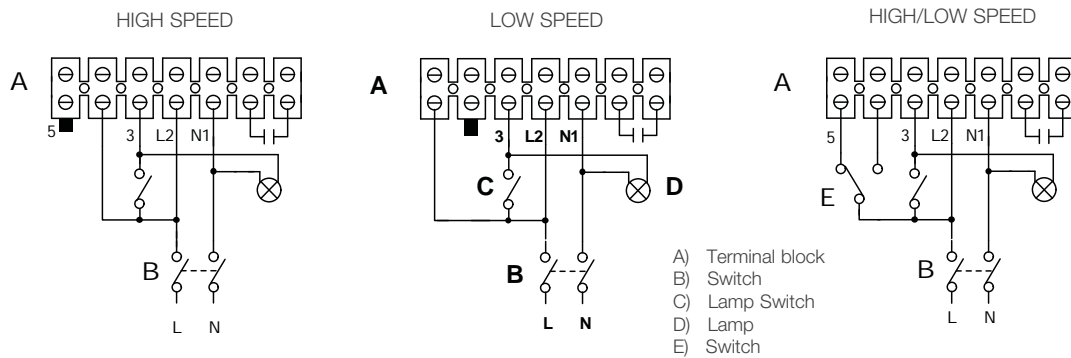 HIGH SPEED
A
5
3
L2
N1
B
L
N
LOW SPEED
A
3
L2
N1
C
D
B
L
N
A) Terminal block
B) Switch
C) Lamp Switch
D) Lamp
E) Switch
HIGH/LOW SPEED
A
5
3
L2
N1
E
B
L
N